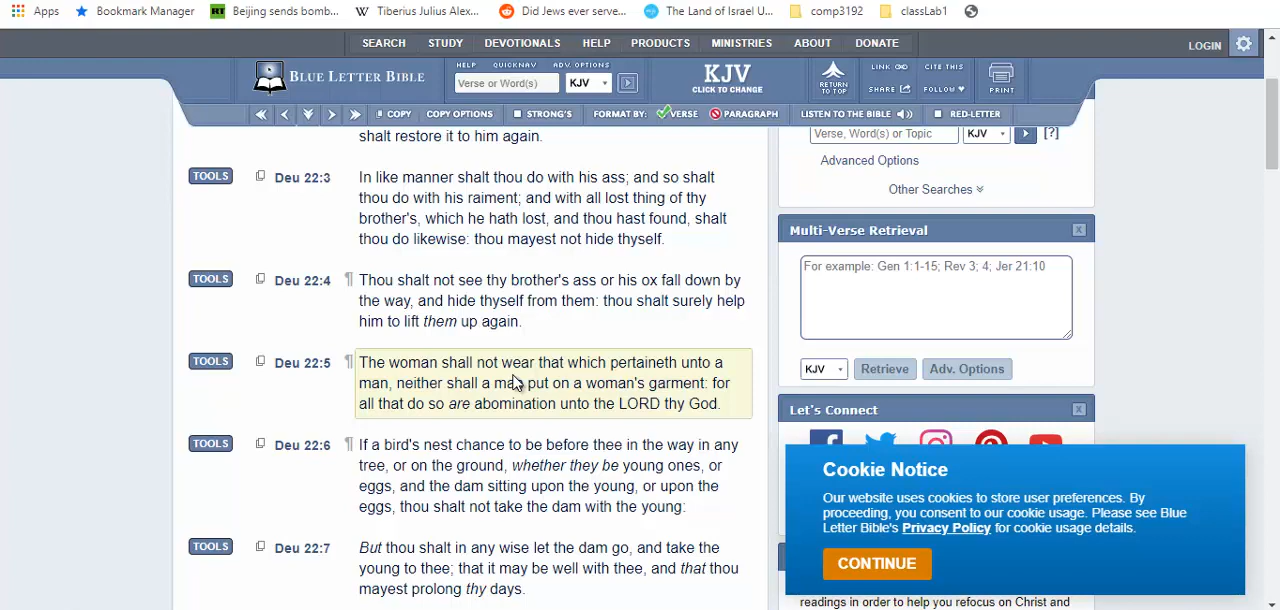 Apps Bookmark Manager RT Beijing sends bomb... W Tiberius Julius Alex... Did Jews ever serve... The Land of Israel U... comp3192 classLab1
SEARCH STUDY DEVOTIONALS HELP PRODUCTS MINISTRIES ABOUT DONATE LOGIN
BLUE LETTER BIBLE
HELP QUICKNAV ADV. OPTIONS
Verse or Word(s) KJV
KJV
CLICK TO CHANGE
RETURN
TO TOP
LINK CITE THIS
SHARE FOLLOW
PRINT
COPY COPY OPTIONS STRONG'S FORMAT BY: VERSE PARAGRAPH LISTEN TO THE BIBLE RED-LETTER
shalt restore it to him again.
TOOLS Deu 22:3 In like manner shalt thou do with his ass; and so shalt
thou do with his raiment; and with all lost thing of thy
brother's, which he hath lost, and thou hast found, shalt
thou do likewise: thou mayest not hide thyself.
TOOLS Deu 22:4 ¶ Thou shalt not see thy brother's ass or his ox fall down by
the way, and hide thyself from them: thou shalt surely help
him to lift them up again.
TOOLS Deu 22:5 ¶ The woman shall not wear that which pertaineth unto a
man, neither shall a man put on a woman's garment: for
all that do so are abomination unto the LORD thy God.
TOOLS Deu 22:6 ¶ If a bird's nest chance to be before thee in the way in any
tree, or on the ground, whether they be young ones, or
eggs, and the dam sitting upon the young, or upon the
eggs, thou shalt not take the dam with the young:
TOOLS Deu 22:7 But thou shalt in any wise let the dam go, and take the
young to thee; that it may be well with thee, and that thou
mayest prolong thy days.
Verse, Word(s) or Topic KJV [?]
Advanced Options
Other Searches
Multi-Verse Retrieval x
For example: Gen 1:1-15; Rev 3; 4; Jer 21:10
KJV Retrieve Adv. Options
Let's Connect x
Cookie Notice
Our website uses cookies to store user preferences. By
proceeding, you consent to our cookie usage. Please see Blue
Letter Bible's Privacy Policy for cookie usage details.
CONTINUE
readings in order to help you refocus on Christ and